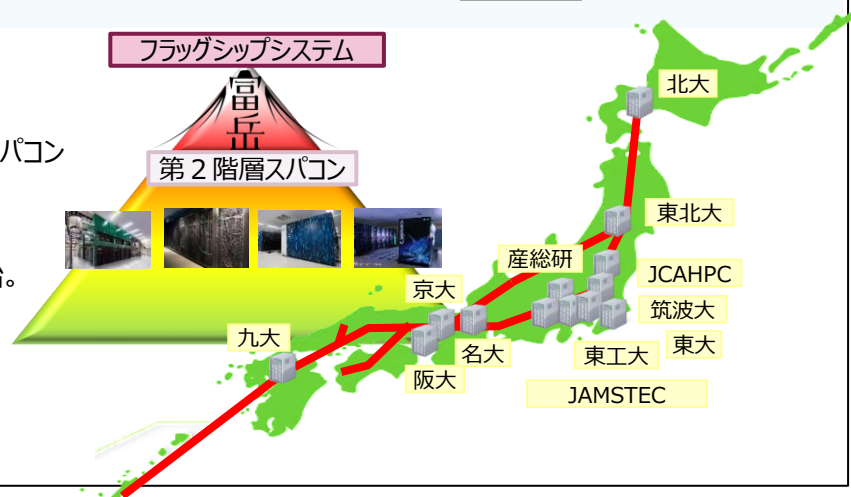 フラッグシップシステム
富岳
パコン
第2階層スパコン
台。
北大
東北大
産総研
JCAHPC
京大
筑波大
九大
名大
東工大
東大
阪大
JAMSTEC